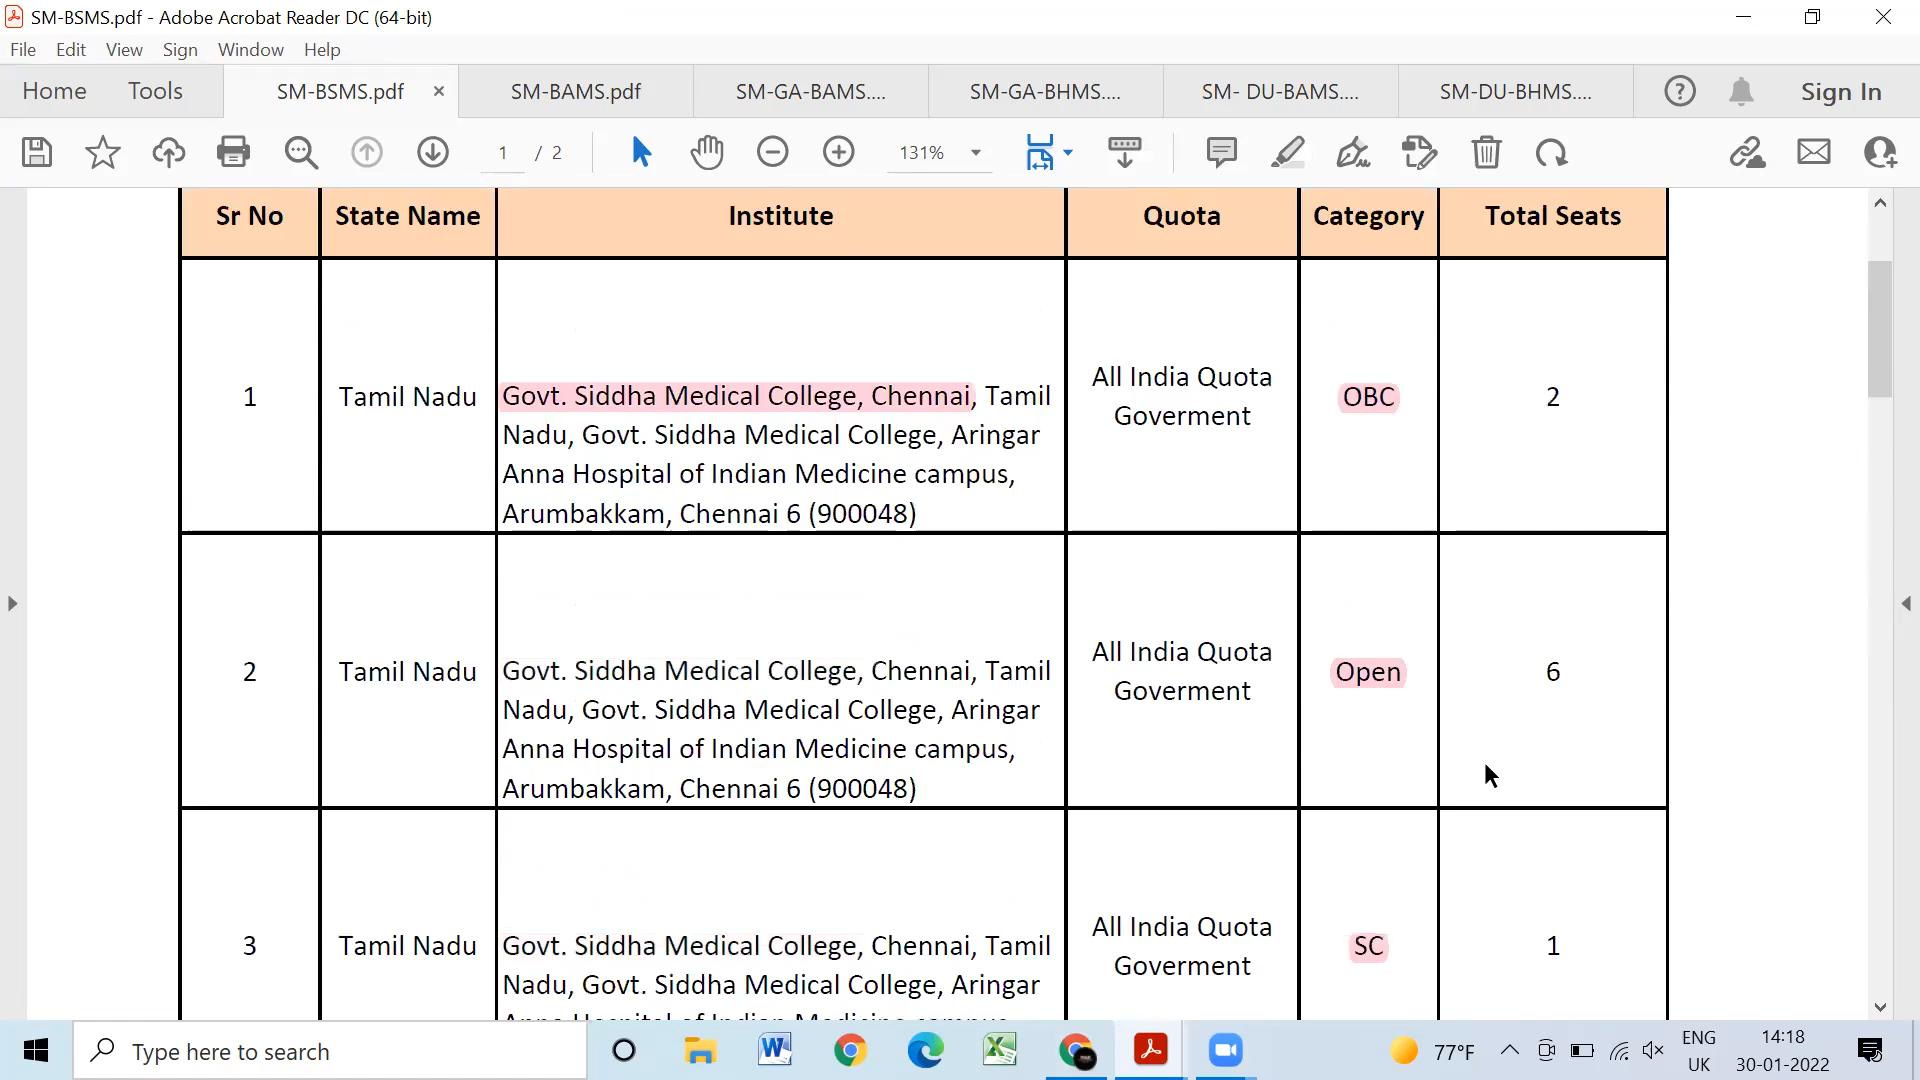 SM-BSMS.pdf - Adobe Acrobat Reader DC (64-bit)
File Edit View Sign Window Help
Home Tools SM-BSMS.pdf × SM-BAMS.pdf SM-GA-BAMS.... SM-GA-BHMS.... SM- DU-BAMS.... SM-DU-BHMS.... Sign In
1 / 2 131%
Sr No State Name Institute Quota Category Total Seats
1 Tamil Nadu Govt. Siddha Medical College, Chennai, Tamil
Nadu, Govt. Siddha Medical College, Aringar
Anna Hospital of Indian Medicine campus,
Arumbakkam, Chennai 6 (900048)
All India Quota
Goverment
OBC 2
2 Tamil Nadu Govt. Siddha Medical College, Chennai, Tamil
Nadu, Govt. Siddha Medical College, Aringar
Anna Hospital of Indian Medicine campus,
Arumbakkam, Chennai 6 (900048)
All India Quota
Goverment
Open 6
3 Tamil Nadu Govt. Siddha Medical College, Chennai, Tamil
Nadu, Govt. Siddha Medical College, Aringar
Anna Hospital of Indian Medicine campus,
All India Quota
Goverment
SC 1
Type here to search
77°F
ENG
UK
14:18
30-01-2022